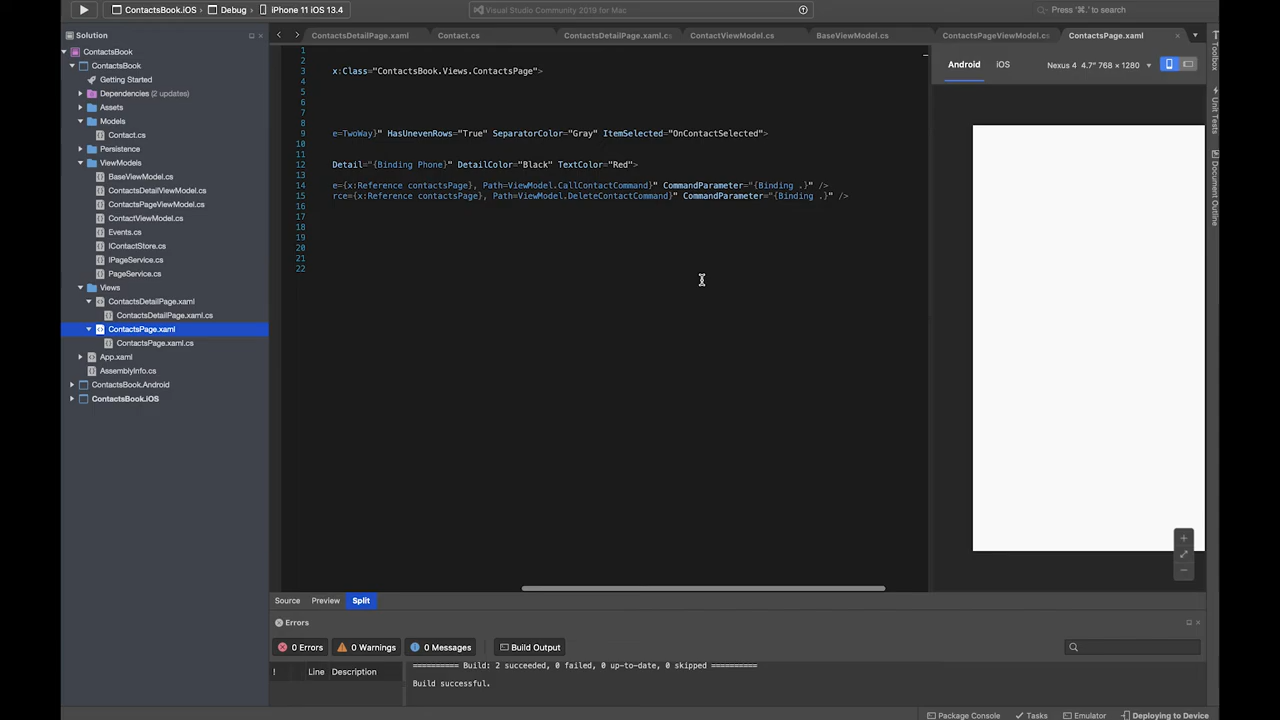 ContactsBook.iOS > Debug > iPhone 11 iOS 13.4
Visual Studio Community 2019 for Mac
Press '⌘.' to search
Solution
ContactsDetailPage.xaml
Contact.cs
ContactsDetailPage.xaml.cs
ContactViewModel.cs
BaseViewModel.cs
ContactsPageViewModel.cs
ContactsPage.xaml
ContactsBook
ContactsBook
Getting Started
Dependencies (2 updates)
Assets
Models
Contact.cs
Persistence
ViewModels
BaseViewModel.cs
ContactsDetailViewModel.cs
ContactsPageViewModel.cs
ContactViewModel.cs
Events.cs
IContactStore.cs
IPageService.cs
PageService.cs
Views
ContactsDetailPage.xaml
ContactsDetailPage.xaml.cs
ContactsPage.xaml
ContactsPage.xaml.cs
App.xaml
AssemblyInfo.cs
ContactsBook.Android
ContactsBook.iOS
1
2
3 x:Class="ContactsBook.Views.ContactsPage">
4
5
6
7
8
9 e=TwoWay}" HasUnevenRows="True" SeparatorColor="Gray" ItemSelected="OnContactSelected">
10
11
12 Detail="{Binding Phone}" DetailColor="Black" TextColor="Red">
13
14 e={x:Reference contactsPage}, Path=ViewModel.CallContactCommand}" CommandParameter="{Binding .}" />
15 rce={x:Reference contactsPage}, Path=ViewModel.DeleteContactCommand}" CommandParameter="{Binding .}" />
16
17
18
19
20
21
22
Android
iOS
Nexus 4 4.7" 768 × 1280
Toolbox
Unit Tests
Document Outline
Source
Preview
Split
Errors
0 Errors
0 Warnings
0 Messages
Build Output
! Line Description
========== Build: 2 succeeded, 0 failed, 0 up-to-date, 0 skipped ==========
Build successful.
Package Console
Tasks
Emulator
Deploying to Device